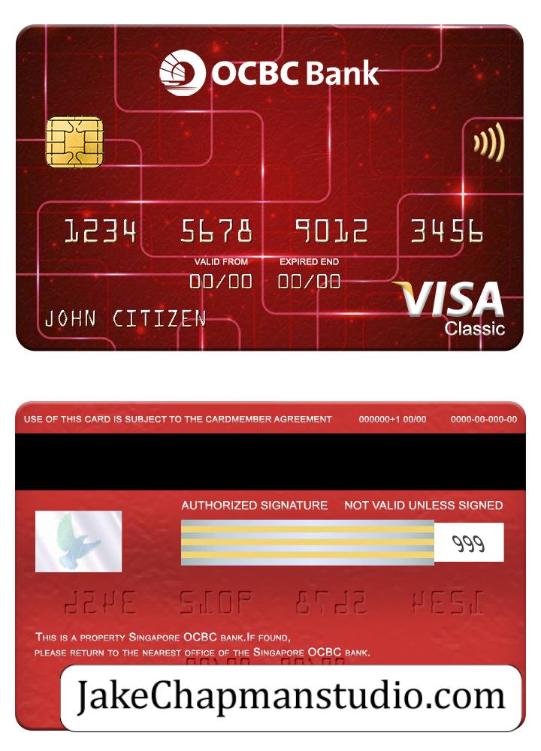 OCBC Bank
1234 5678 9012 3456
VALID FROM EXPIRED END
00/00 00/00
JOHN CITIZEN
VISA
Classic
USE OF THIS CARD IS SUBJECT TO THE CARDMEMBER AGREEMENT 000000+1 00/00 0000-00-000-00
AUTHORIZED SIGNATURE NOT VALID UNLESS SIGNED
999
THIS IS A PROPERTY SINGAPORE OCBC BANK.IF FOUND,
PLEASE RETURN TO THE NEAREST OFFICE OF THE SINGAPORE OCBC BANK.
JakeChapmanstudio.com